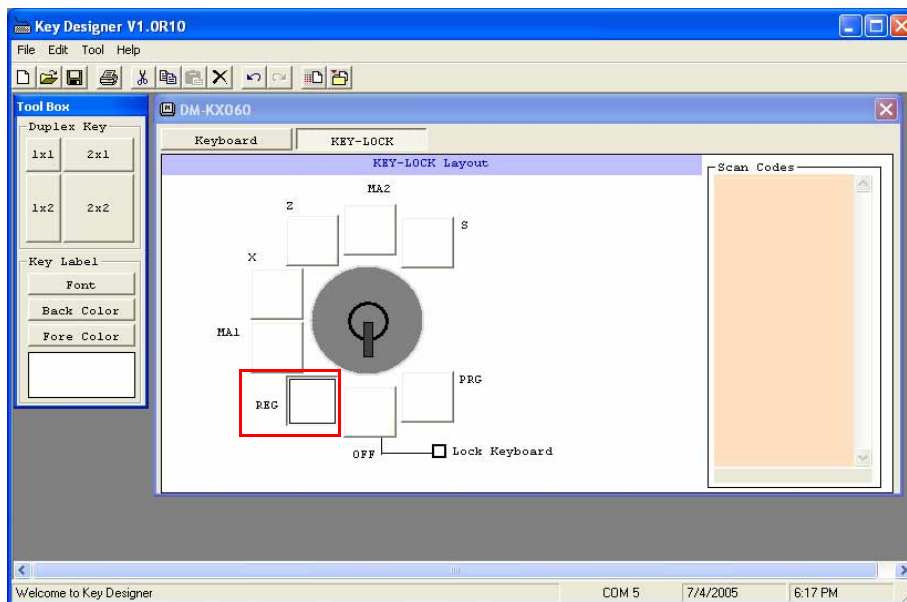 Key Designer V1.0R10
File Edit Tool Help
Tool Box
Duplex Key
1x1 2x1
1x2 2x2
Key Label
Font
Back Color
Fore Color
DM-KX060
Keyboard KEY-LOCK
KEY-LOCK Layout
MA2
Z
S
X
MA1
REG
PRG
OFF
Lock Keyboard
Scan Codes
Welcome to Key Designer COM 5 7/4/2005 6:17 PM